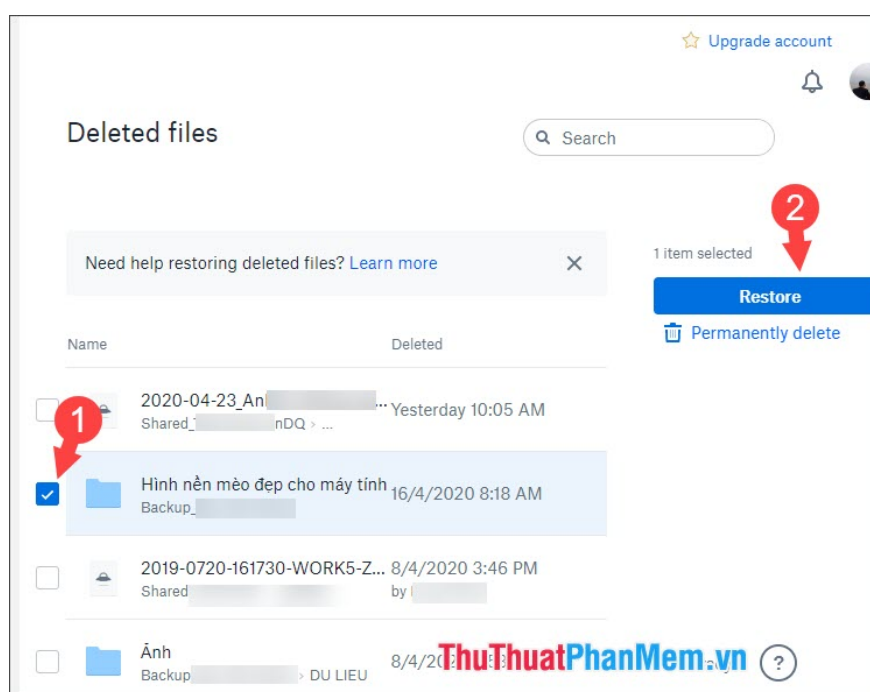 Upgrade account
Deleted files
Search
2
Need help restoring deleted files? Learn more
1 item selected
Restore
Permanently delete
Name
Deleted
1
2020-04-23_An ...
Yesterday 10:05 AM
Shared_ nDQ > ...
Hình nền mèo đẹp cho máy tính
16/4/2020 8:18 AM
Backup_
2019-0720-161730-WORK5-Z...
8/4/2020 3:46 PM
Shared
by
Ảnh
8/4/2
Backup > DU LIEU
ThuThuatPhanMem.vn
?